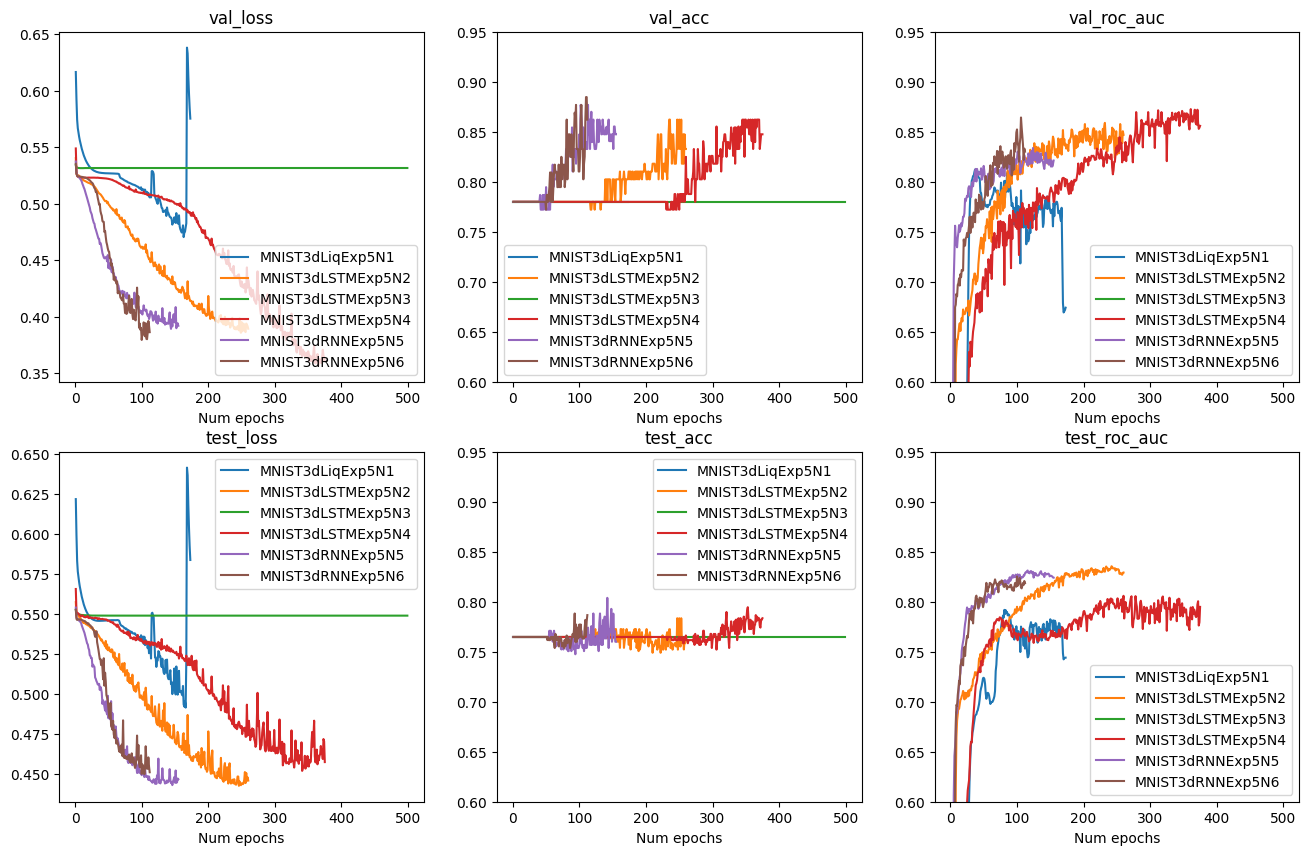 val_loss
0.65
0.60
0.55
0.50
0.45
0.40
0.35
MNIST3dLiqExp5N1
MNIST3dLSTMExp5N2
MNIST3dLSTMExp5N3
MNIST3dLSTMExp5N4
MNIST3dRNNExp5N5
MNIST3dRNNExp5N6
0 100 200 300 400 500
Num epochs
val_acc
0.95
0.90
0.85
0.80
0.75
0.70
0.65
0.60
MNIST3dLiqExp5N1
MNIST3dLSTMExp5N2
MNIST3dLSTMExp5N3
MNIST3dLSTMExp5N4
MNIST3dRNNExp5N5
MNIST3dRNNExp5N6
0 100 200 300 400 500
Num epochs
val_roc_auc
0.95
0.90
0.85
0.80
0.75
0.70
0.65
0.60
MNIST3dLiqExp5N1
MNIST3dLSTMExp5N2
MNIST3dLSTMExp5N3
MNIST3dLSTMExp5N4
MNIST3dRNNExp5N5
MNIST3dRNNExp5N6
0 100 200 300 400 500
Num epochs
test_loss
0.650
0.625
0.600
0.575
0.550
0.525
0.500
0.475
0.450
MNIST3dLiqExp5N1
MNIST3dLSTMExp5N2
MNIST3dLSTMExp5N3
MNIST3dLSTMExp5N4
MNIST3dRNNExp5N5
MNIST3dRNNExp5N6
0 100 200 300 400 500
Num epochs
test_acc
0.95
0.90
0.85
0.80
0.75
0.70
0.65
0.60
MNIST3dLiqExp5N1
MNIST3dLSTMExp5N2
MNIST3dLSTMExp5N3
MNIST3dLSTMExp5N4
MNIST3dRNNExp5N5
MNIST3dRNNExp5N6
0 100 200 300 400 500
Num epochs
test_roc_auc
0.95
0.90
0.85
0.80
0.75
0.70
0.65
0.60
MNIST3dLiqExp5N1
MNIST3dLSTMExp5N2
MNIST3dLSTMExp5N3
MNIST3dLSTMExp5N4
MNIST3dRNNExp5N5
MNIST3dRNNExp5N6
0 100 200 300 400 500
Num epochs